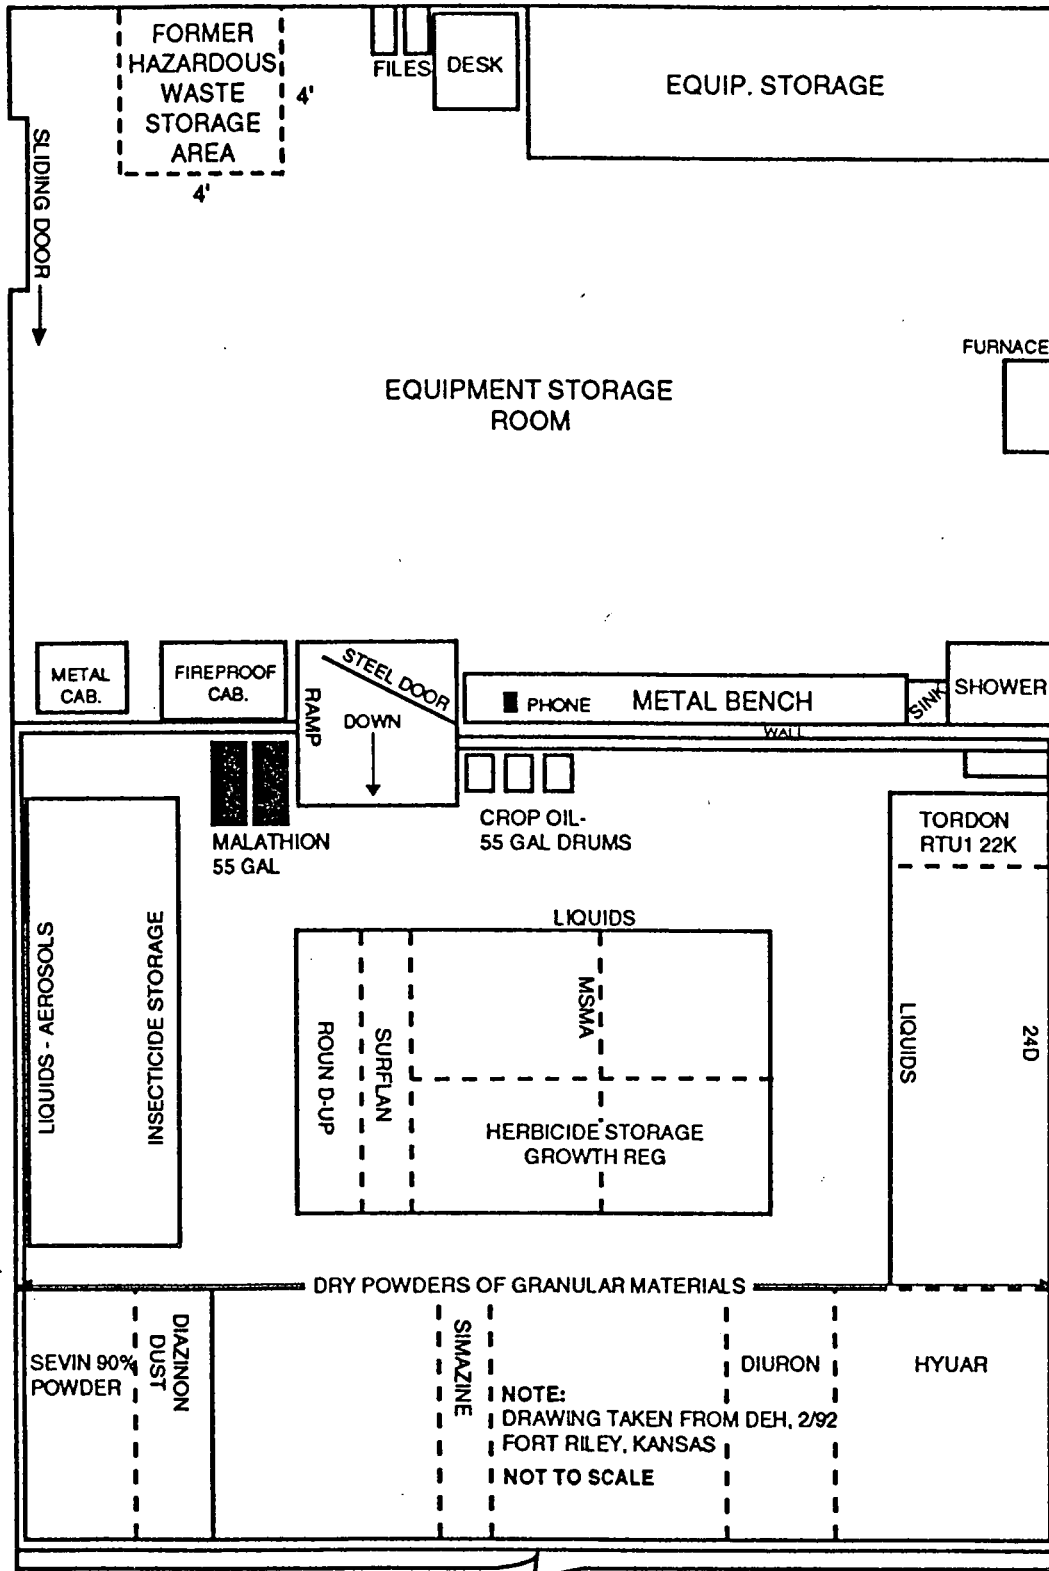 FORMER
HAZARDOUS
WASTE
STORAGE
AREA
4'
4'
FILES
DESK
EQUIP. STORAGE
SLIDING DOOR
FURNACE
EQUIPMENT STORAGE
ROOM
METAL
CAB.
FIREPROOF
CAB.
STEEL DOOR
RAMP
DOWN
PHONE
METAL BENCH
SINK
SHOWER
WALL
MALATHION
55 GAL
CROP OIL-
55 GAL DRUMS
TORDON
RTU1 22K
LIQUIDS - AEROSOLS
INSECTICIDE STORAGE
LIQUIDS
ROUN D-UP
SURFLAN
MSMA
HERBICIDE STORAGE
GROWTH REG
LIQUIDS
24D
DRY POWDERS OF GRANULAR MATERIALS
SEVIN 90%
POWDER
DIAZINON
DUST
SIMAZINE
DIURON
HYUAR
NOTE:
DRAWING TAKEN FROM DEH, 2/92
FORT RILEY, KANSAS
NOT TO SCALE